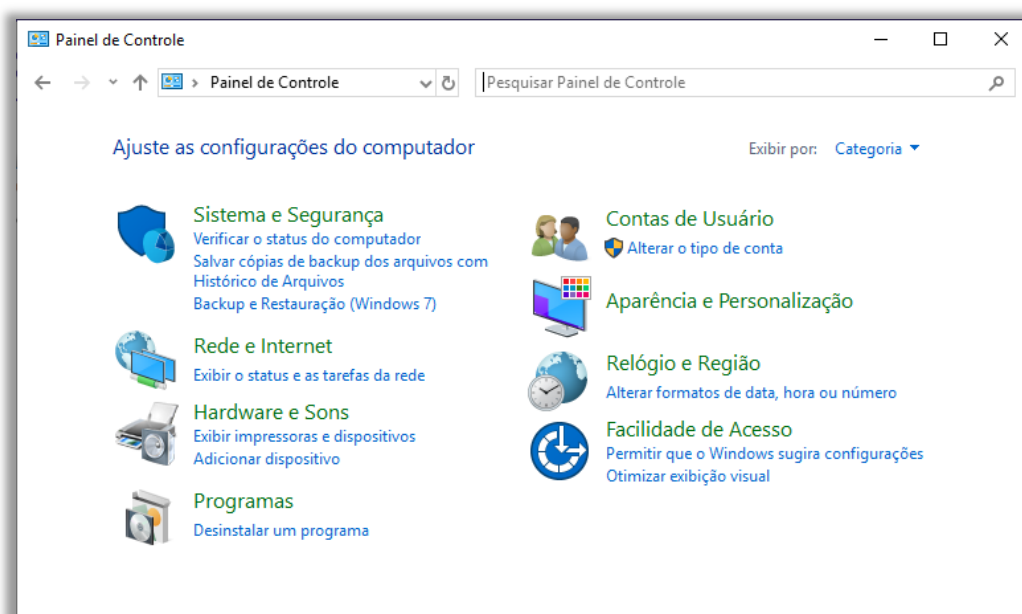 Painel de Controle
Painel de Controle
Pesquisar Painel de Controle
Ajuste as configurações do computador
Exibir por: Categoria
Sistema e Segurança
Verificar o status do computador
Salvar cópias de backup dos arquivos com
Histórico de Arquivos
Backup e Restauração (Windows 7)
Rede e Internet
Exibir o status e as tarefas da rede
Hardware e Sons
Exibir impressoras e dispositivos
Adicionar dispositivo
Programas
Desinstalar um programa
Contas de Usuário
Alterar o tipo de conta
Aparência e Personalização
Relógio e Região
Alterar formatos de data, hora ou número
Facilidade de Acesso
Permitir que o Windows sugira configurações
Otimizar exibição visual